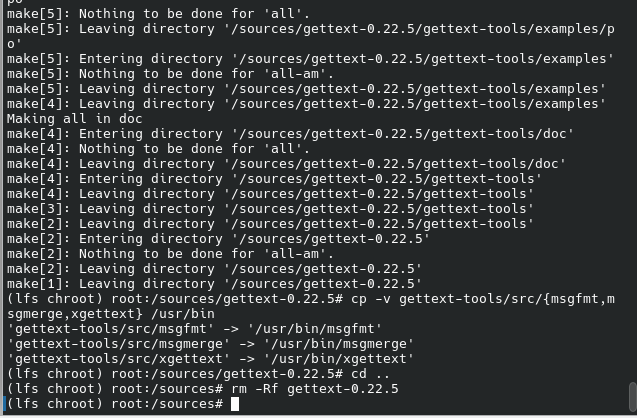 po'
make[5]: Nothing to be done for 'all'.
make[5]: Leaving directory '/sources/gettext-0.22.5/gettext-tools/examples/p
o'
make[5]: Entering directory '/sources/gettext-0.22.5/gettext-tools/examples'
make[5]: Nothing to be done for 'all-am'.
make[5]: Leaving directory '/sources/gettext-0.22.5/gettext-tools/examples'
make[4]: Leaving directory '/sources/gettext-0.22.5/gettext-tools/examples'
Making all in doc
make[4]: Entering directory '/sources/gettext-0.22.5/gettext-tools/doc'
make[4]: Nothing to be done for 'all'.
make[4]: Leaving directory '/sources/gettext-0.22.5/gettext-tools/doc'
make[4]: Entering directory '/sources/gettext-0.22.5/gettext-tools'
make[4]: Leaving directory '/sources/gettext-0.22.5/gettext-tools'
make[3]: Leaving directory '/sources/gettext-0.22.5/gettext-tools'
make[2]: Leaving directory '/sources/gettext-0.22.5/gettext-tools'
make[2]: Entering directory '/sources/gettext-0.22.5'
make[2]: Nothing to be done for 'all-am'.
make[2]: Leaving directory '/sources/gettext-0.22.5'
make[1]: Leaving directory '/sources/gettext-0.22.5'
(lfs chroot) root:/sources/gettext-0.22.5# cp -v gettext-tools/src/{msgfmt,m
sgmerge,xgettext} /usr/bin
'gettext-tools/src/msgfmt' -> '/usr/bin/msgfmt'
'gettext-tools/src/msgmerge' -> '/usr/bin/msgmerge'
'gettext-tools/src/xgettext' -> '/usr/bin/xgettext'
(lfs chroot) root:/sources/gettext-0.22.5# cd ..
(lfs chroot) root:/sources# rm -Rf gettext-0.22.5
(lfs chroot) root:/sources#